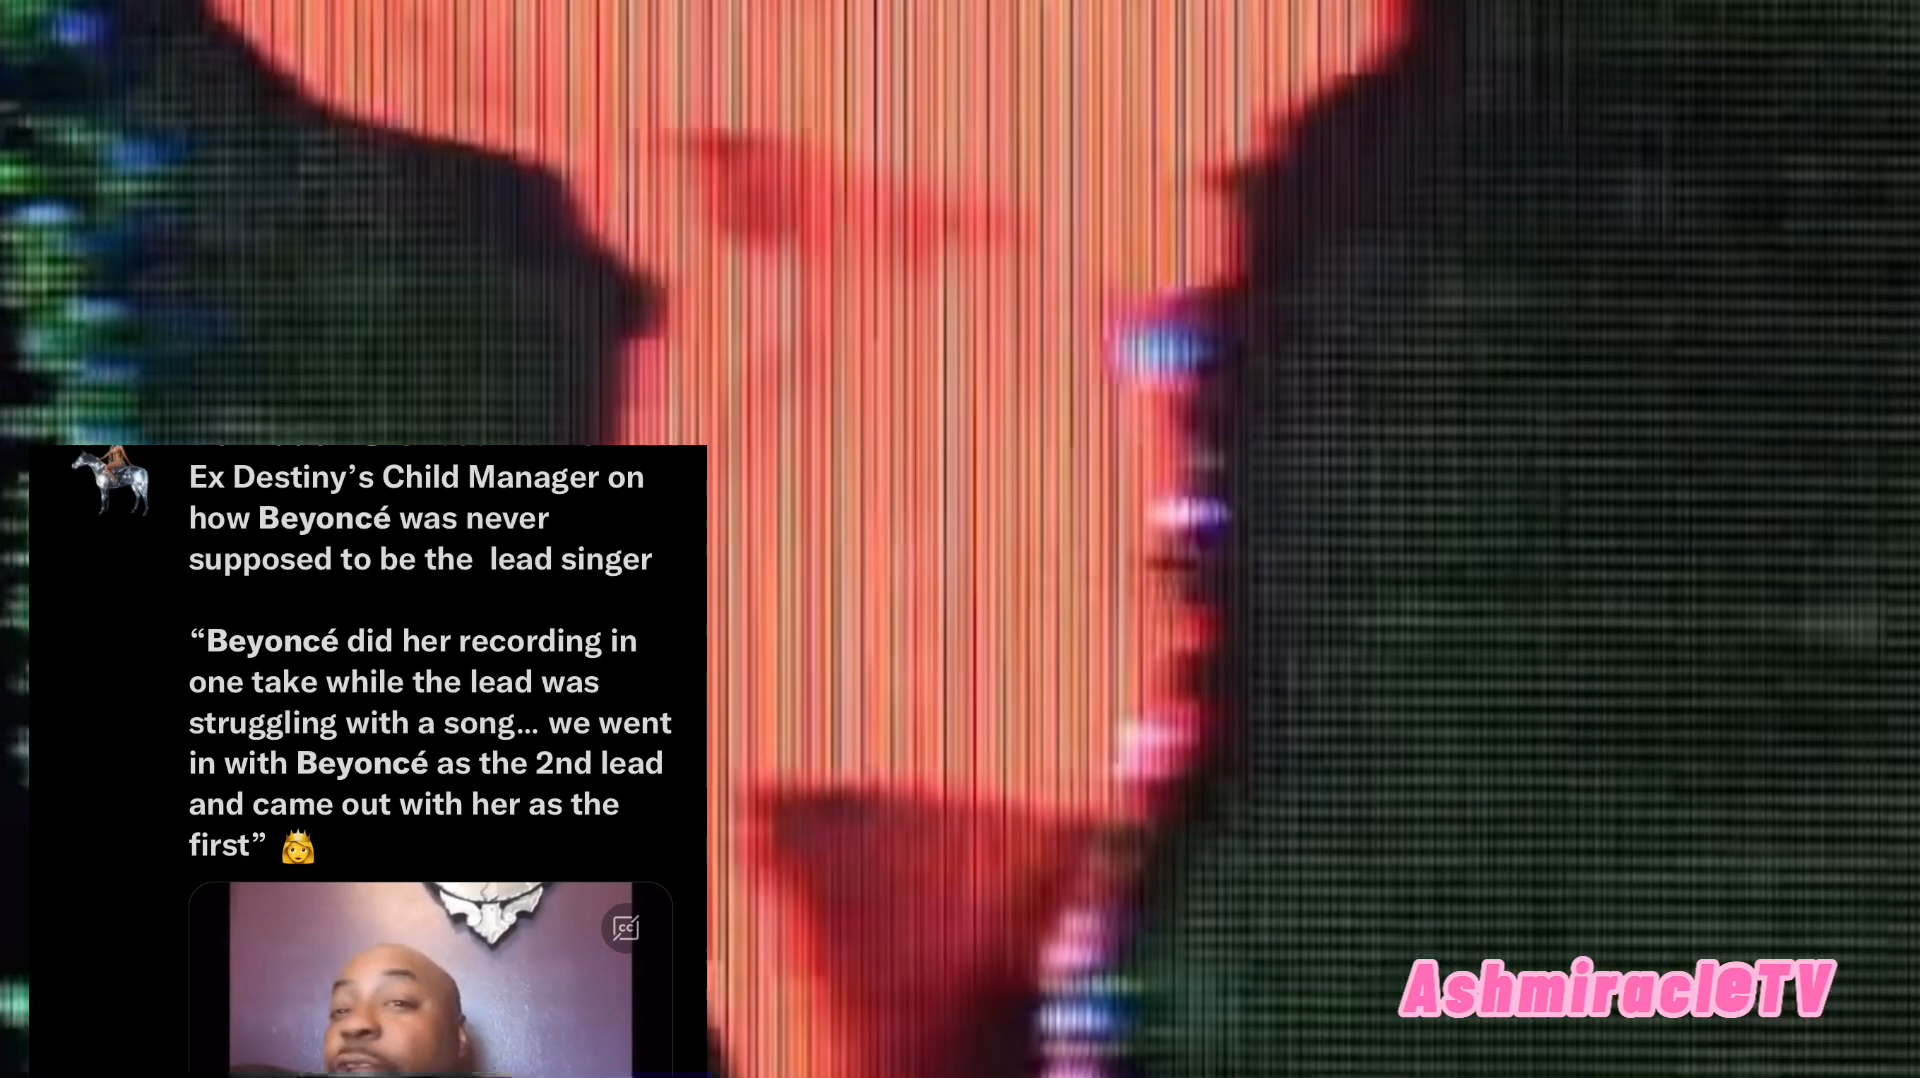 Ex Destiny’s Child Manager on
how Beyoncé was never
supposed to be the  lead singer
“Beyoncé did her recording in
one take while the lead was
struggling with a song... we went
in with Beyoncé as the 2nd lead
and came out with her as the
first” 👸
CC
AshmiracleTV